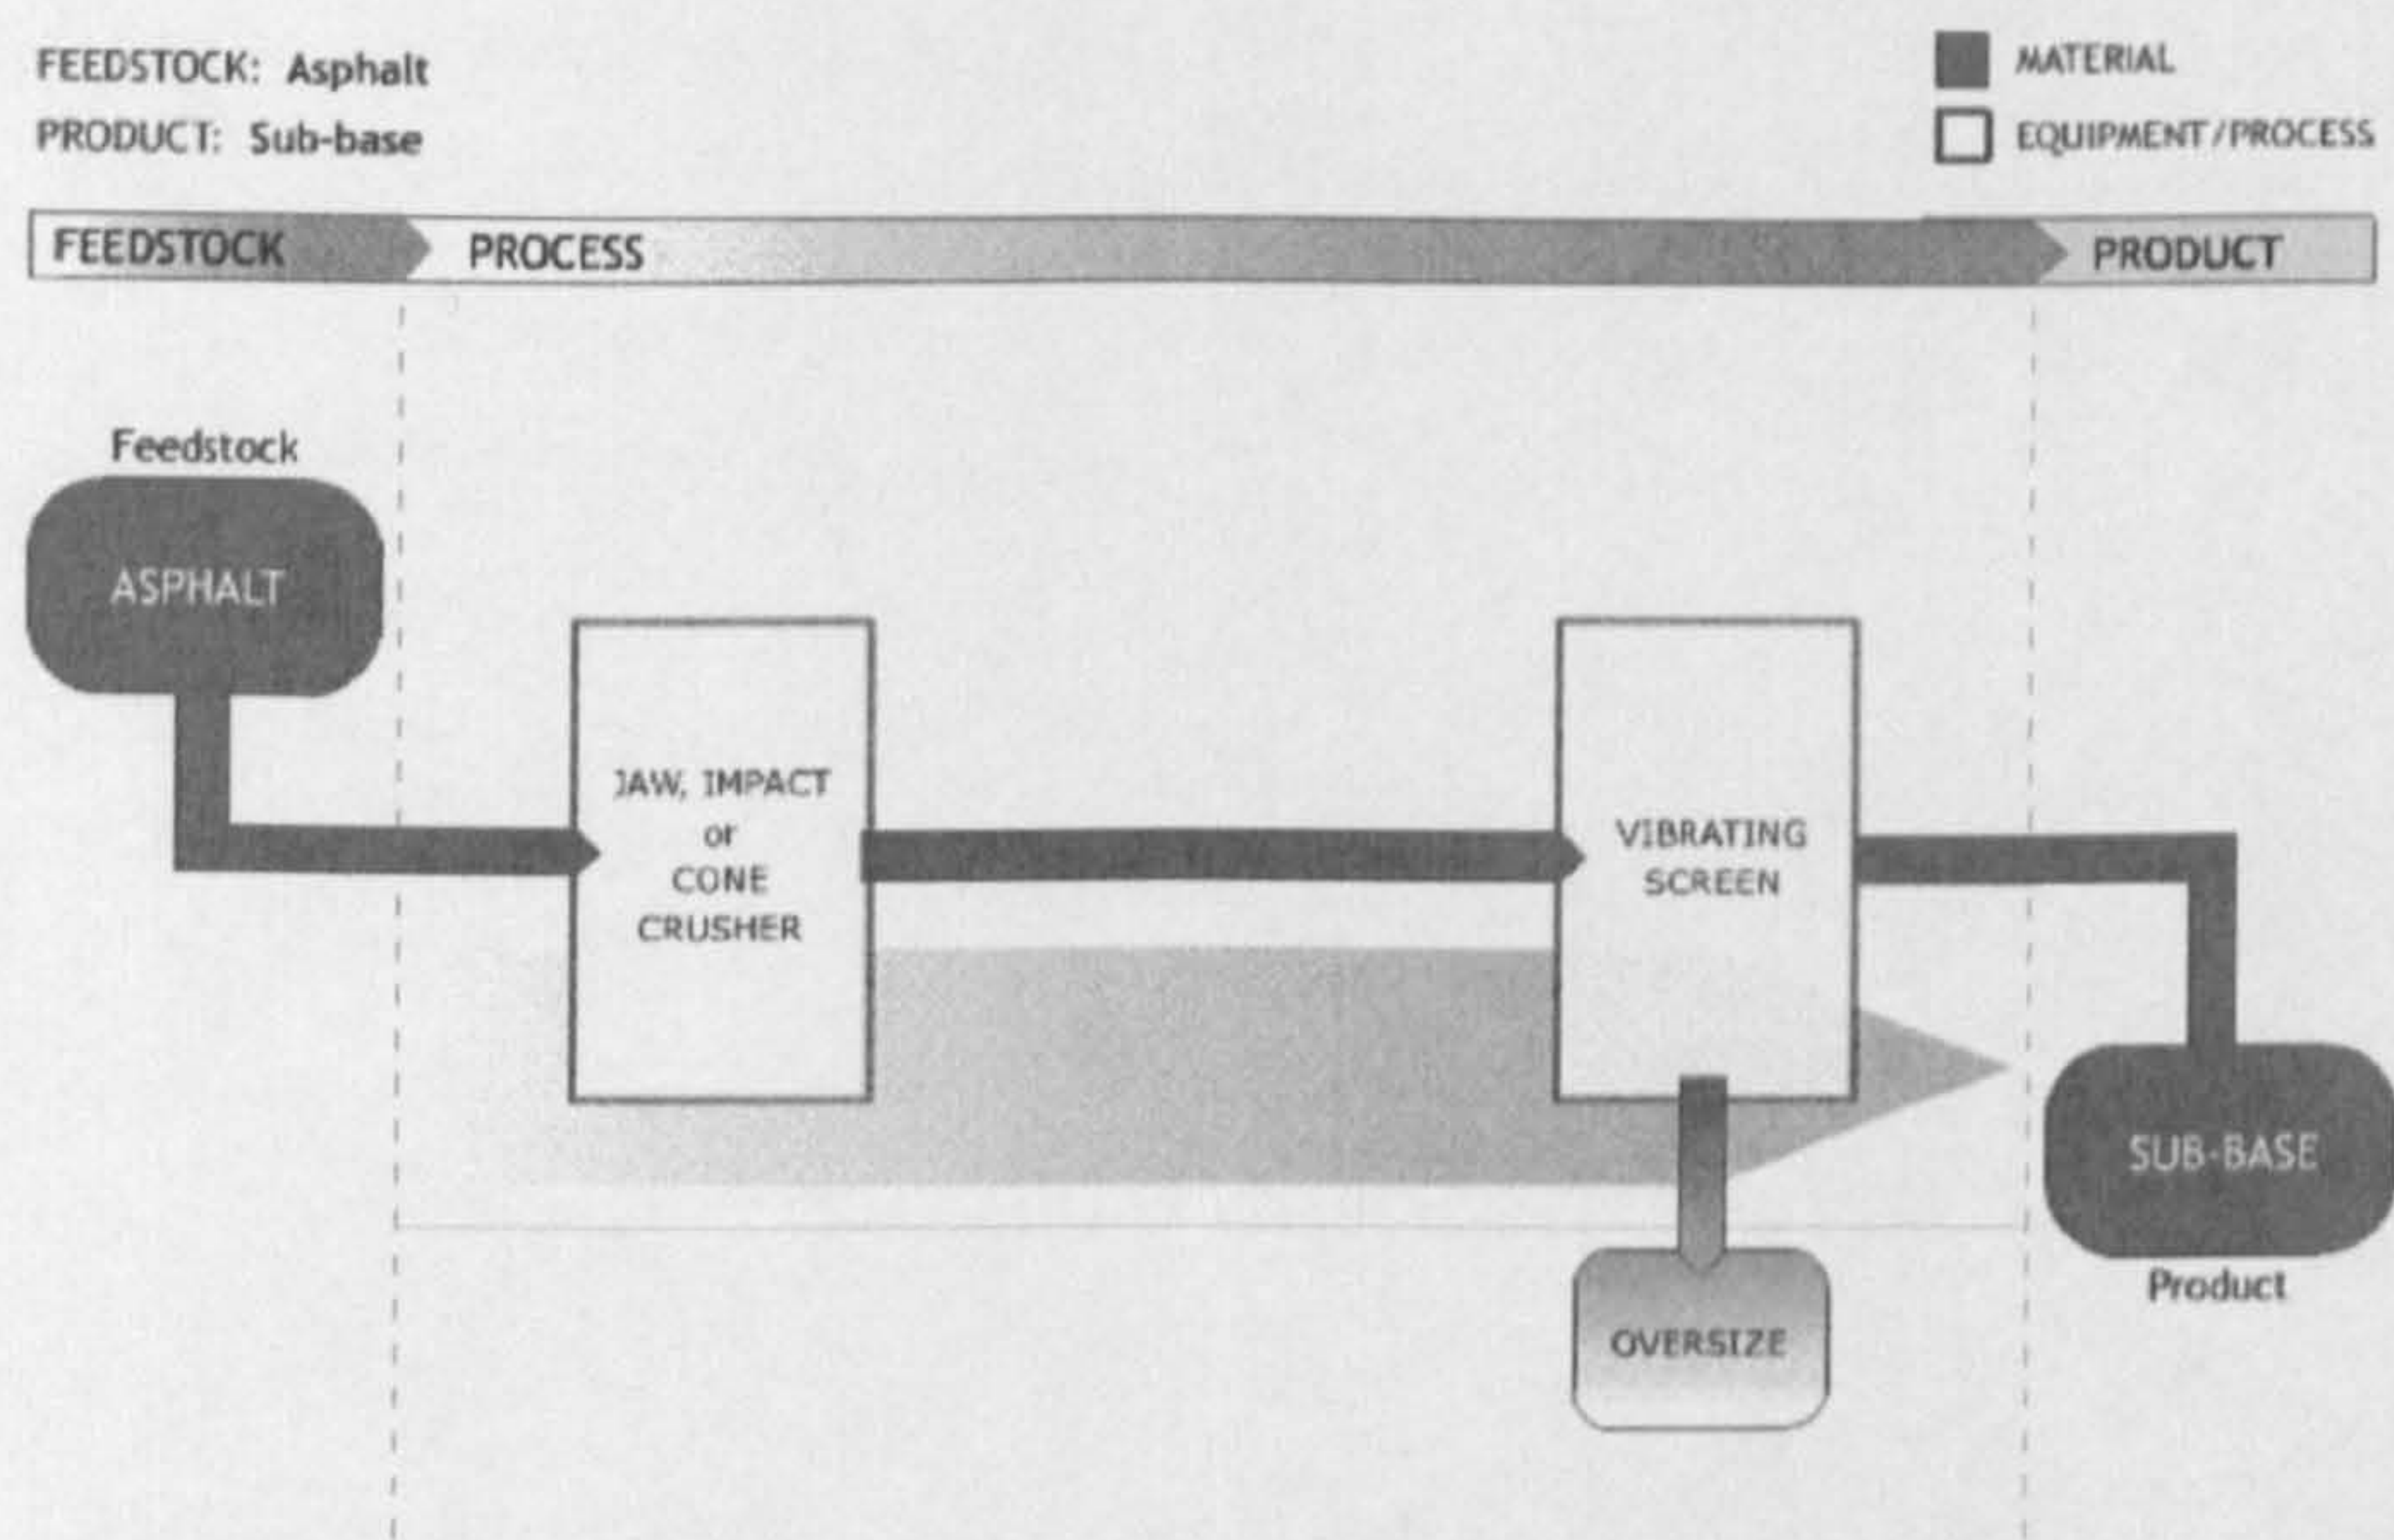 FEEDSTOCK: Asphalt
PRODUCT: Sub-base
MATERIAL
EQUIPMENT/PROCESS
FEEDSTOCK
PROCESS
PRODUCT
Feedstock
ASPHALT
JAW, IMPACT
or
CONE
CRUSHER
VIBRATING
SCREEN
SUB-BASE
Product
OVERSIZE